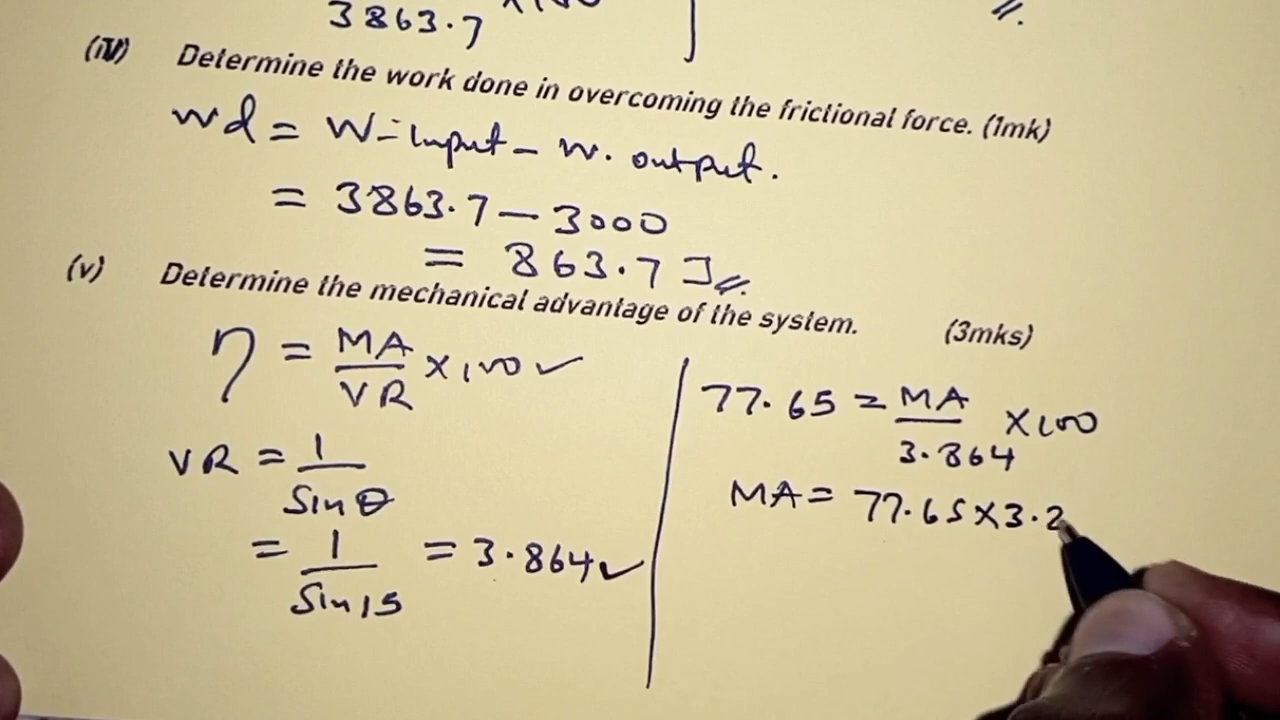 3863.7
(iv) Determine the work done in overcoming the frictional force. (1mk)
wd = W-input - w. output.
= 3863.7 - 3000
= 863.7 J
(v) Determine the mechanical advantage of the system. (3mks)
η = MA/VR × 100 ✓
VR = 1/Sin θ
= 1/Sin 15 = 3.864 ✓
77.65 = MA/3.864 × 100
MA = 77.65 × 3.